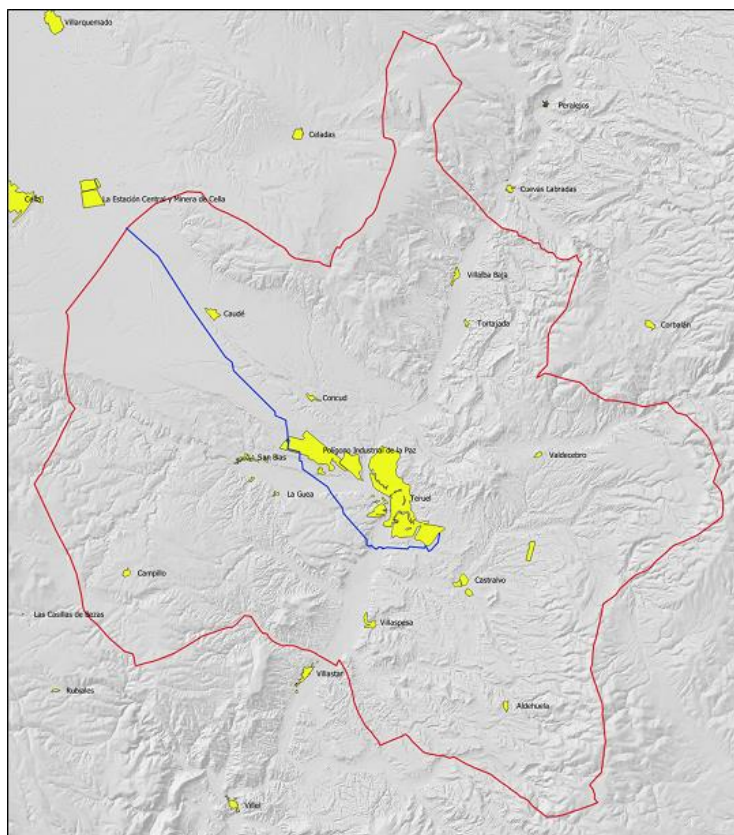 Villarquemado
Peralejos
Celadas
Cuevas Labradas
Cella
La Estación Central y Minera de Cella
Villalba Baja
Caudé
Tortajada
Corbalán
Concud
Polígono Industrial de la Paz
San Blas
Valdecebro
La Guea
Teruel
Campillo
Castralvo
Las Casillas de Bezas
Villaspesa
Villastar
Rubiales
Aldehuela
Villel